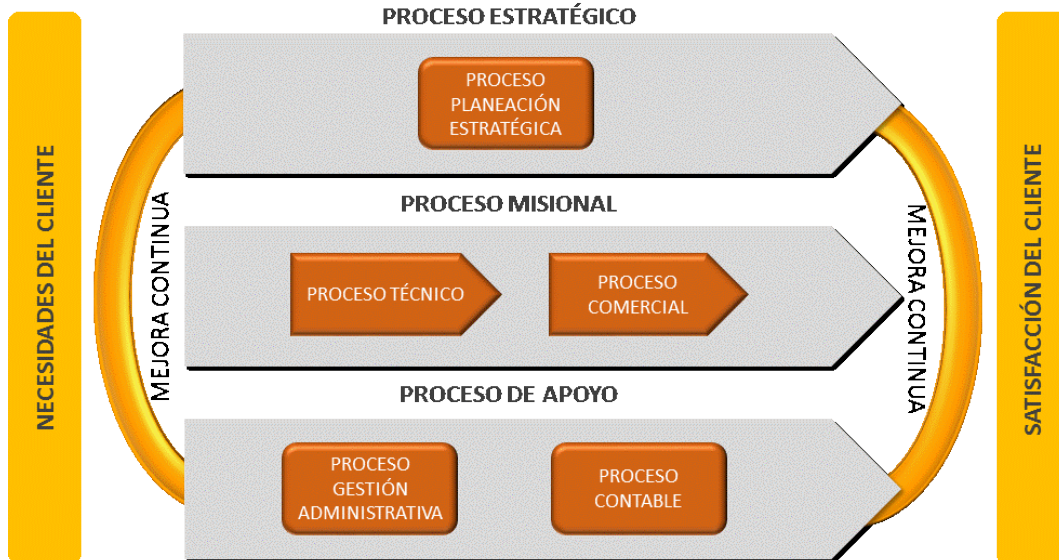 PROCESO ESTRATÉGICO
NECESIDADES DEL CLIENTE
MEJORA CONTINUA
PROCESO
PLANEACIÓN
ESTRATÉGICA
PROCESO MISIONAL
PROCESO TÉCNICO
PROCESO
COMERCIAL
PROCESO DE APOYO
PROCESO
GESTIÓN
ADMINISTRATIVA
PROCESO
CONTABLE
MEJORA CONTINUA
SATISFACCIÓN DEL CLIENTE